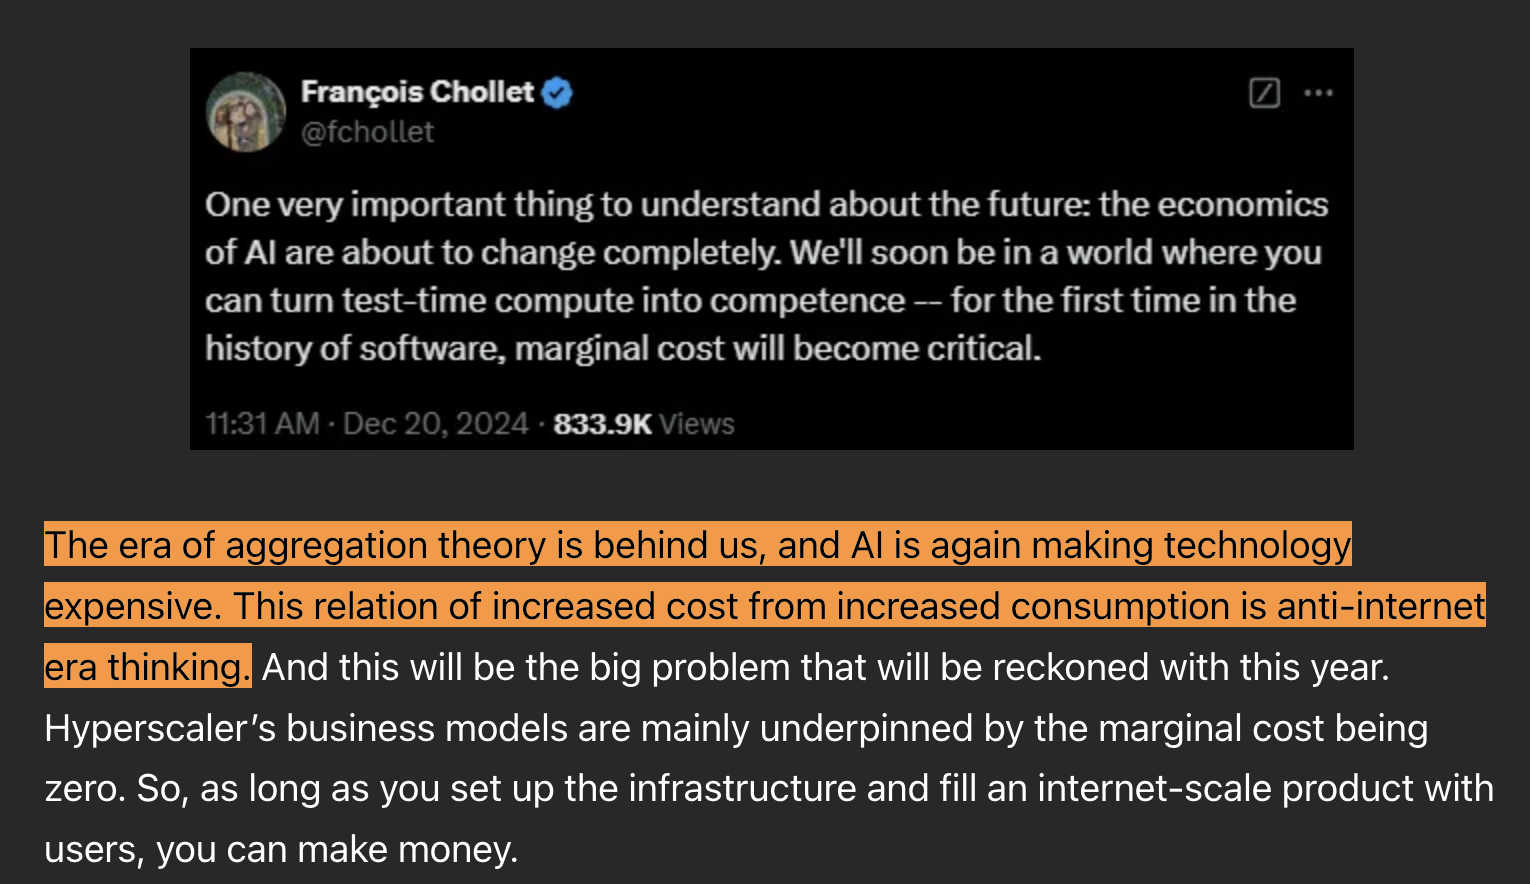 François Chollet
@fchollet
One very important thing to understand about the future: the economics
of AI are about to change completely. We'll soon be in a world where you
can turn test-time compute into competence -- for the first time in the
history of software, marginal cost will become critical.
11:31 AM · Dec 20, 2024 · 833.9K Views
The era of aggregation theory is behind us, and AI is again making technology
expensive. This relation of increased cost from increased consumption is anti-internet
era thinking. And this will be the big problem that will be reckoned with this year.
Hyperscaler’s business models are mainly underpinned by the marginal cost being
zero. So, as long as you set up the infrastructure and fill an internet-scale product with
users, you can make money.